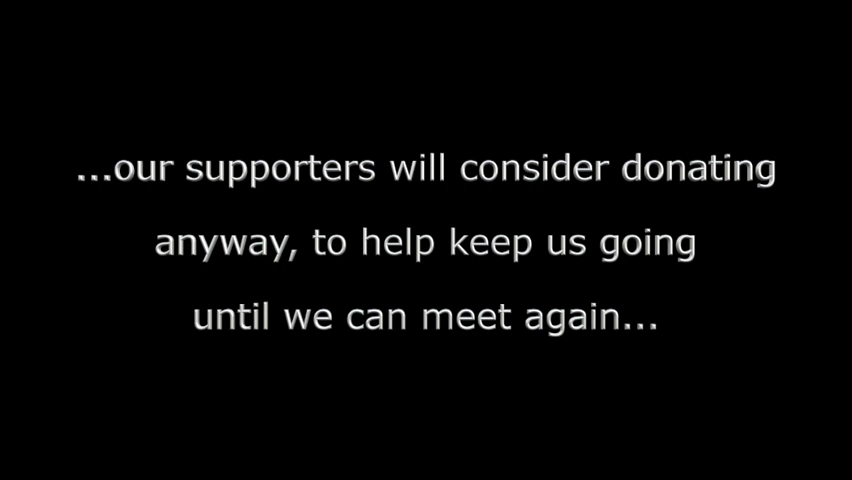 ...our supporters will consider donating
anyway, to help keep us going
until we can meet again...